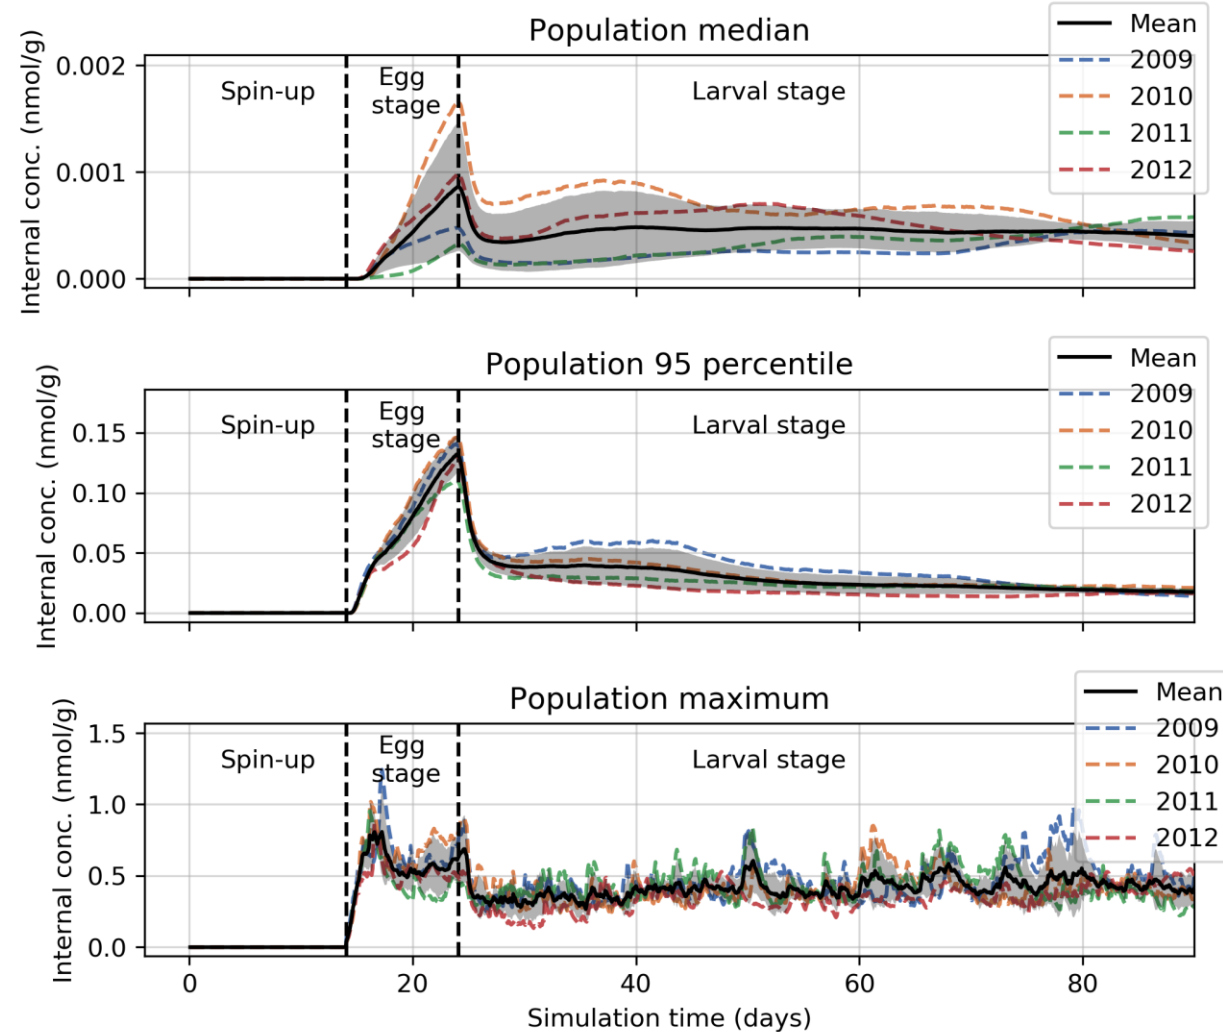 Population median
Internal conc. (nmol/g)
0.002
0.001
0.000
Spin-up
Egg
stage
Larval stage
Mean
2009
2010
2011
2012
Population 95 percentile
Internal conc. (nmol/g)
0.15
0.10
0.05
0.00
Spin-up
Egg
stage
Larval stage
Mean
2009
2010
2011
2012
Population maximum
Internal conc. (nmol/g)
1.5
1.0
0.5
0.0
Spin-up
Egg
stage
Larval stage
Mean
2009
2010
2011
2012
0 20 40 60 80
Simulation time (days)